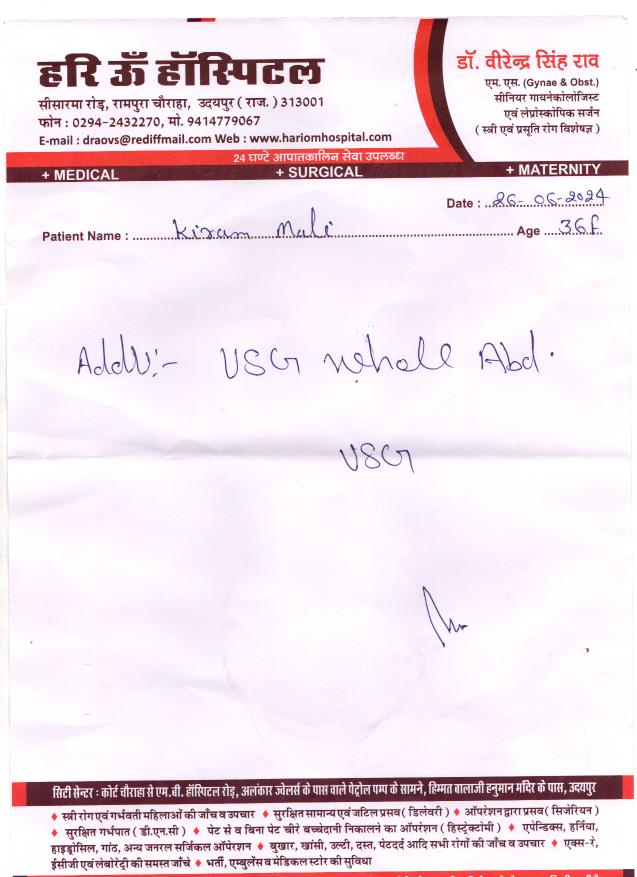 हरि ऊँ हॉस्पिटल
सीसारमा रोड़, रामपुरा चौराहा, उदयपुर ( राज. ) 313001
फोन : 0294-2432270, मो. 9414779067
E-mail : draovs@rediffmail.com Web : www.hariomhospital.com
डॉ. वीरेन्द्र सिंह राव
एम. एस. (Gynae & Obst.)
सीनियर गायनेकोलोजिस्ट
एवं लेप्रोस्कोपिक सर्जन
( स्त्री एवं प्रसूति रोग विशेषज्ञ )
24 घण्टे आपातकालिन सेवा उपलब्ध
+ MEDICAL + SURGICAL + MATERNITY
Date : 26-06-2024
Patient Name : Kiran Mali Age 36f
Addv:- USG Whole Abd.
USG
सिटी सेन्टर : कोर्ट चौराहा से एम.बी. हॉस्पिटल रोड़, अलंकार ज्वेलर्स के पास वाले पेट्रोल पम्प के सामने, हिम्मत बालाजी हनुमान मंदिर के पास, उदयपुर
♦ स्त्री रोग एवं गर्भवती महिलाओं की जाँच व उपचार ♦ सुरक्षित सामान्य एवं जटिल प्रसव ( डिलेवरी ) ♦ ऑपरेशन द्वारा प्रसव ( सिजेरियन )
♦ सुरक्षित गर्भपात ( डी.एन.सी ) ♦ पेट से व बिना पेट चीरे बच्चेदानी निकालने का ऑपरेशन ( हिस्ट्रेक्टोमी ) ♦ एपेन्डिक्स, हर्निया,
हाइड्रोसिल, गांठ, अन्य जनरल सर्जिकल ऑपरेशन ♦ बुखार, खांसी, उल्टी, दस्त, पेटदर्द आदि सभी रोगों की जाँच व उपचार ♦ एक्स-रे,
ईसीजी एवं लेबोरेट्री की समस्त जाँचे ♦ भर्ती, एम्बुलेंस व मेडिकल स्टोर की सुविधा